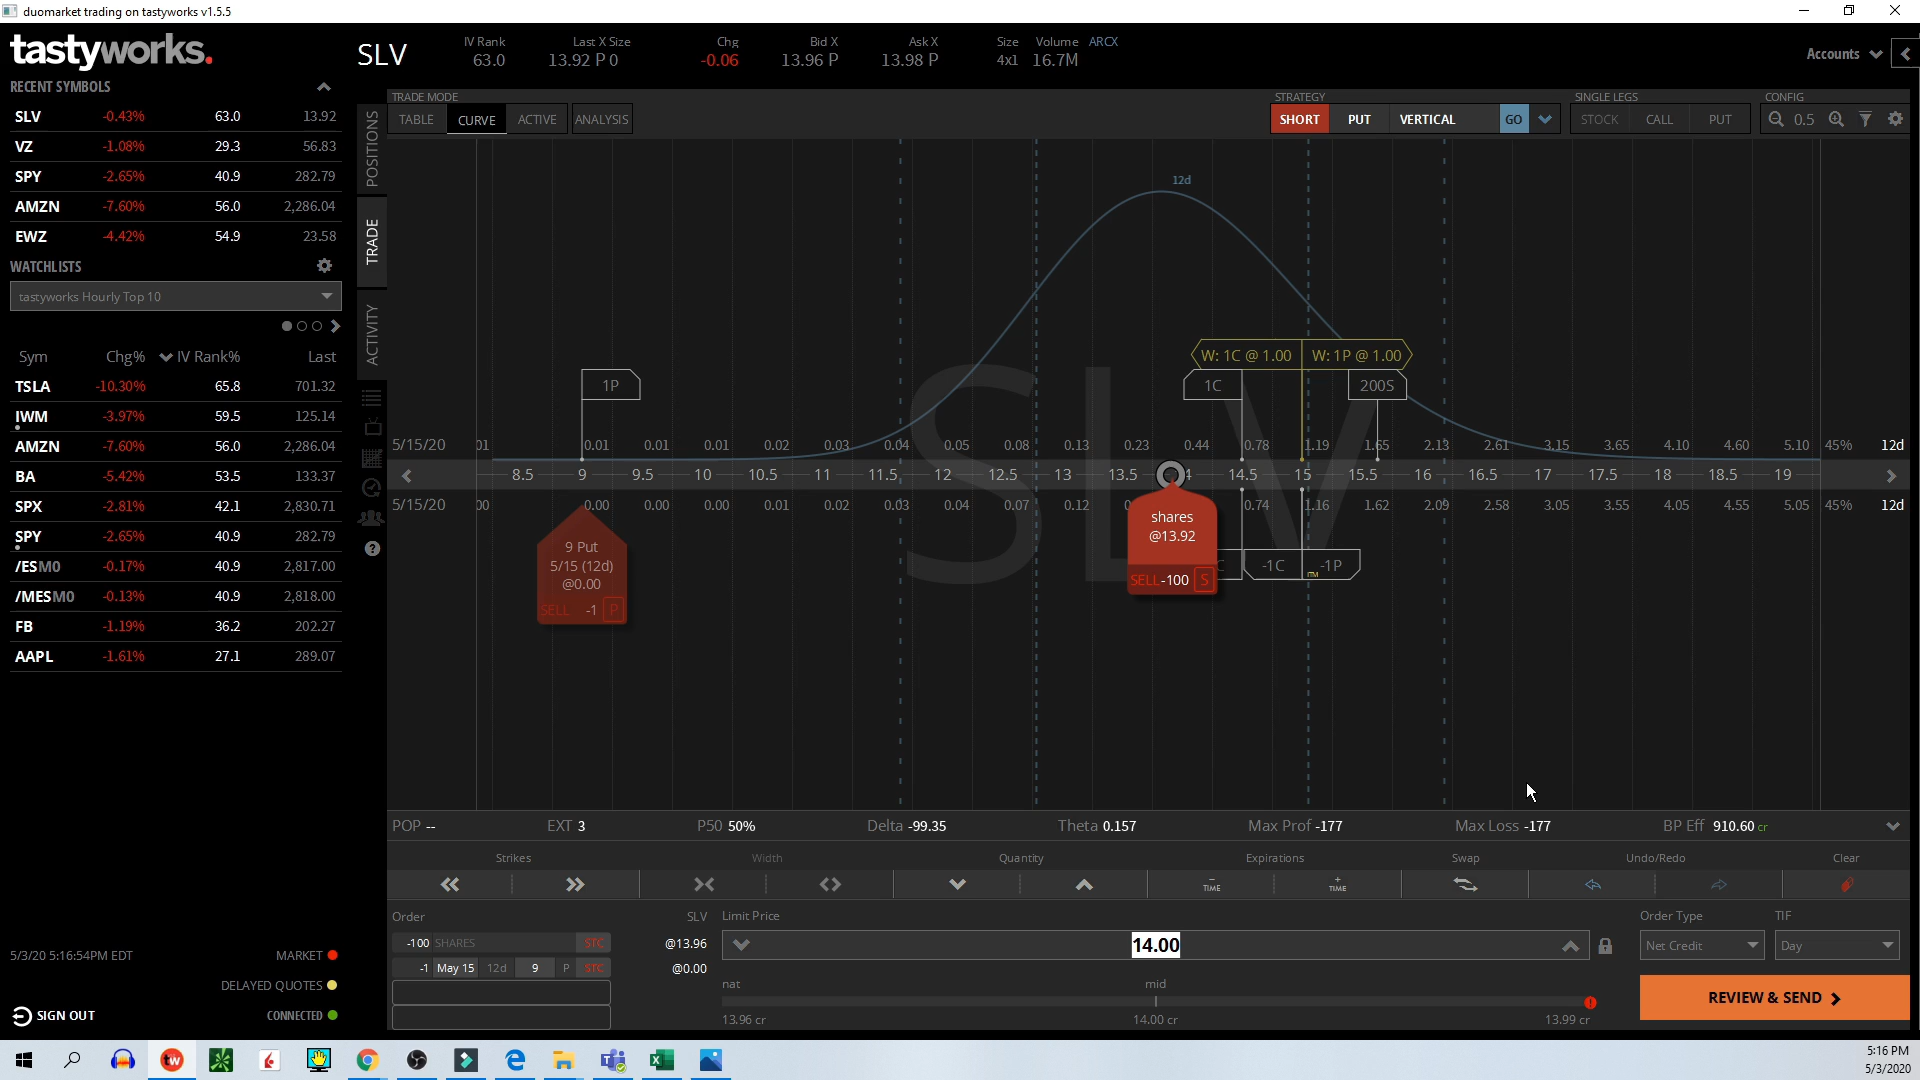 duomarket trading on tastyworks v1.5.5
tastyworks.
SLV
IV Rank
63.0
Last X Size
13.92 P 0
Chg
-0.06
Bid X
13.96 P
Ask X
13.98 P
Size
4x1
Volume
16.7M
ARCX
Accounts
RECENT SYMBOLS
SLV -0.43% 63.0 13.92
VZ -1.08% 29.3 56.83
SPY -2.65% 40.9 282.79
AMZN -7.60% 56.0 2,286.04
EWZ -4.42% 54.9 23.58
WATCHLISTS
tastyworks Hourly Top 10
Sym Chg% IV Rank% Last
TSLA -10.30% 65.8 701.32
IWM -3.97% 59.5 125.14
AMZN -7.60% 56.0 2,286.04
BA -5.42% 53.5 133.37
SPX -2.81% 42.1 2,830.71
SPY -2.65% 40.9 282.79
/ESM0 -0.17% 40.9 2,817.00
/MESM0 -0.13% 40.9 2,818.00
FB -1.19% 36.2 202.27
AAPL -1.61% 27.1 289.07
5/3/20 5:16:54PM EDT
MARKET
DELAYED QUOTES
SIGN OUT
CONNECTED
POSITIONS
TRADE
ACTIVITY
TRADE MODE
TABLE CURVE ACTIVE ANALYSIS
STRATEGY
SHORT PUT VERTICAL GO
SINGLE LEGS
STOCK CALL PUT
CONFIG
0.5
12d
SLV
W: 1C @ 1.00 W: 1P @ 1.00
1P
1C
200S
5/15/20 01 0.01 0.01 0.01 0.02 0.03 0.04 0.05 0.08 0.13 0.23 0.44 0.78 1.19 1.65 2.13 2.61 3.15 3.65 4.10 4.60 5.10 45% 12d
8.5 9 9.5 10 10.5 11 11.5 12 12.5 13 13.5 4 14.5 15 15.5 16 16.5 17 17.5 18 18.5 19
5/15/20 00 0.00 0.00 0.00 0.01 0.02 0.03 0.04 0.07 0.12 0.74 1.16 1.62 2.09 2.58 3.05 3.55 4.05 4.55 5.05 45% 12d
9 Put
5/15 (12d)
@0.00
SELL -1 P
shares
@13.92
SELL -100 S
C
-1C
ITM
-1P
POP --
EXT 3
P50 50%
Delta -99.35
Theta 0.157
Max Prof -177
Max Loss -177
BP Eff 910.60 cr
Strikes Width Quantity Expirations Swap Undo/Redo Clear
− TIME
+ TIME
Order SLV
-100 SHARES STC @13.96
-1 May 15 12d 9 P STC @0.00
Limit Price
14.00
nat mid
13.96 cr 14.00 cr 13.99 cr
Order Type
Net Credit
TIF
Day
REVIEW & SEND
tw
5:16 PM
5/3/2020